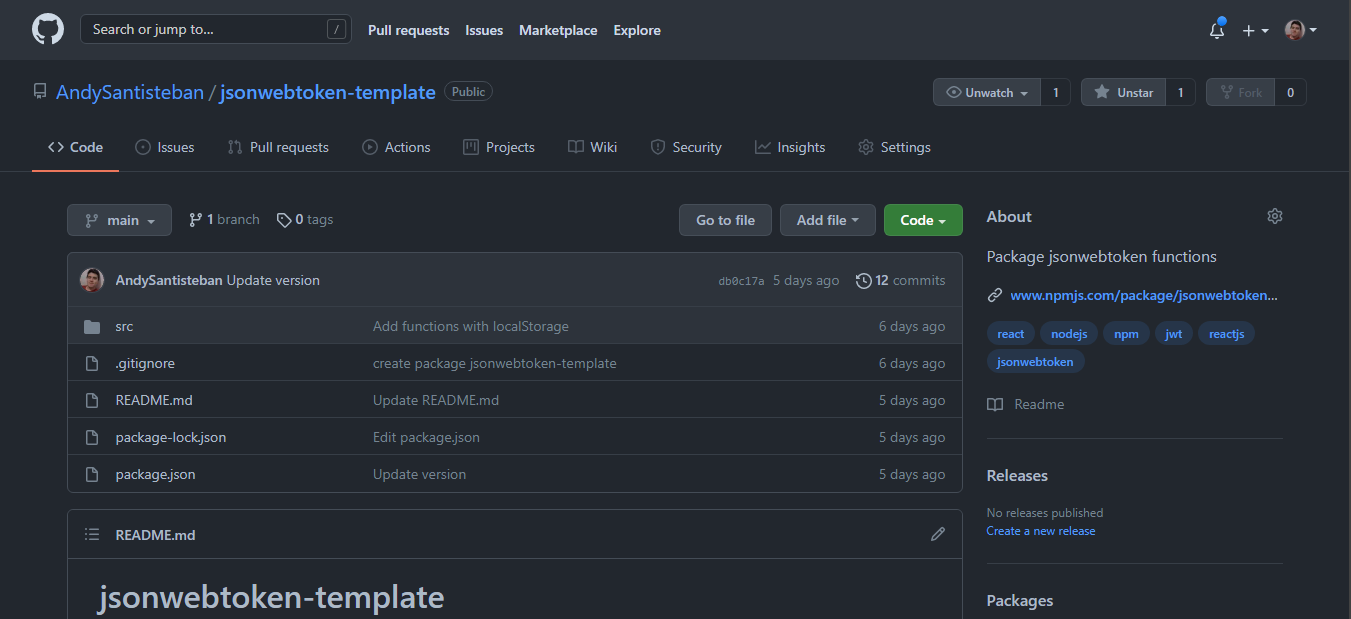 Search or jump to... /
Pull requests Issues Marketplace Explore
AndySantisteban / jsonwebtoken-template Public
Unwatch 1 Unstar 1 Fork 0
Code Issues Pull requests Actions Projects Wiki Security Insights Settings
main 1 branch 0 tags
Go to file Add file Code
AndySantisteban Update version db0c17a 5 days ago 12 commits
src Add functions with localStorage 6 days ago
.gitignore create package jsonwebtoken-template 6 days ago
README.md Update README.md 5 days ago
package-lock.json Edit package.json 5 days ago
package.json Update version 5 days ago
README.md
jsonwebtoken-template
About
Package jsonwebtoken functions
www.npmjs.com/package/jsonwebtoken...
react nodejs npm jwt reactjs
jsonwebtoken
Readme
Releases
No releases published
Create a new release
Packages